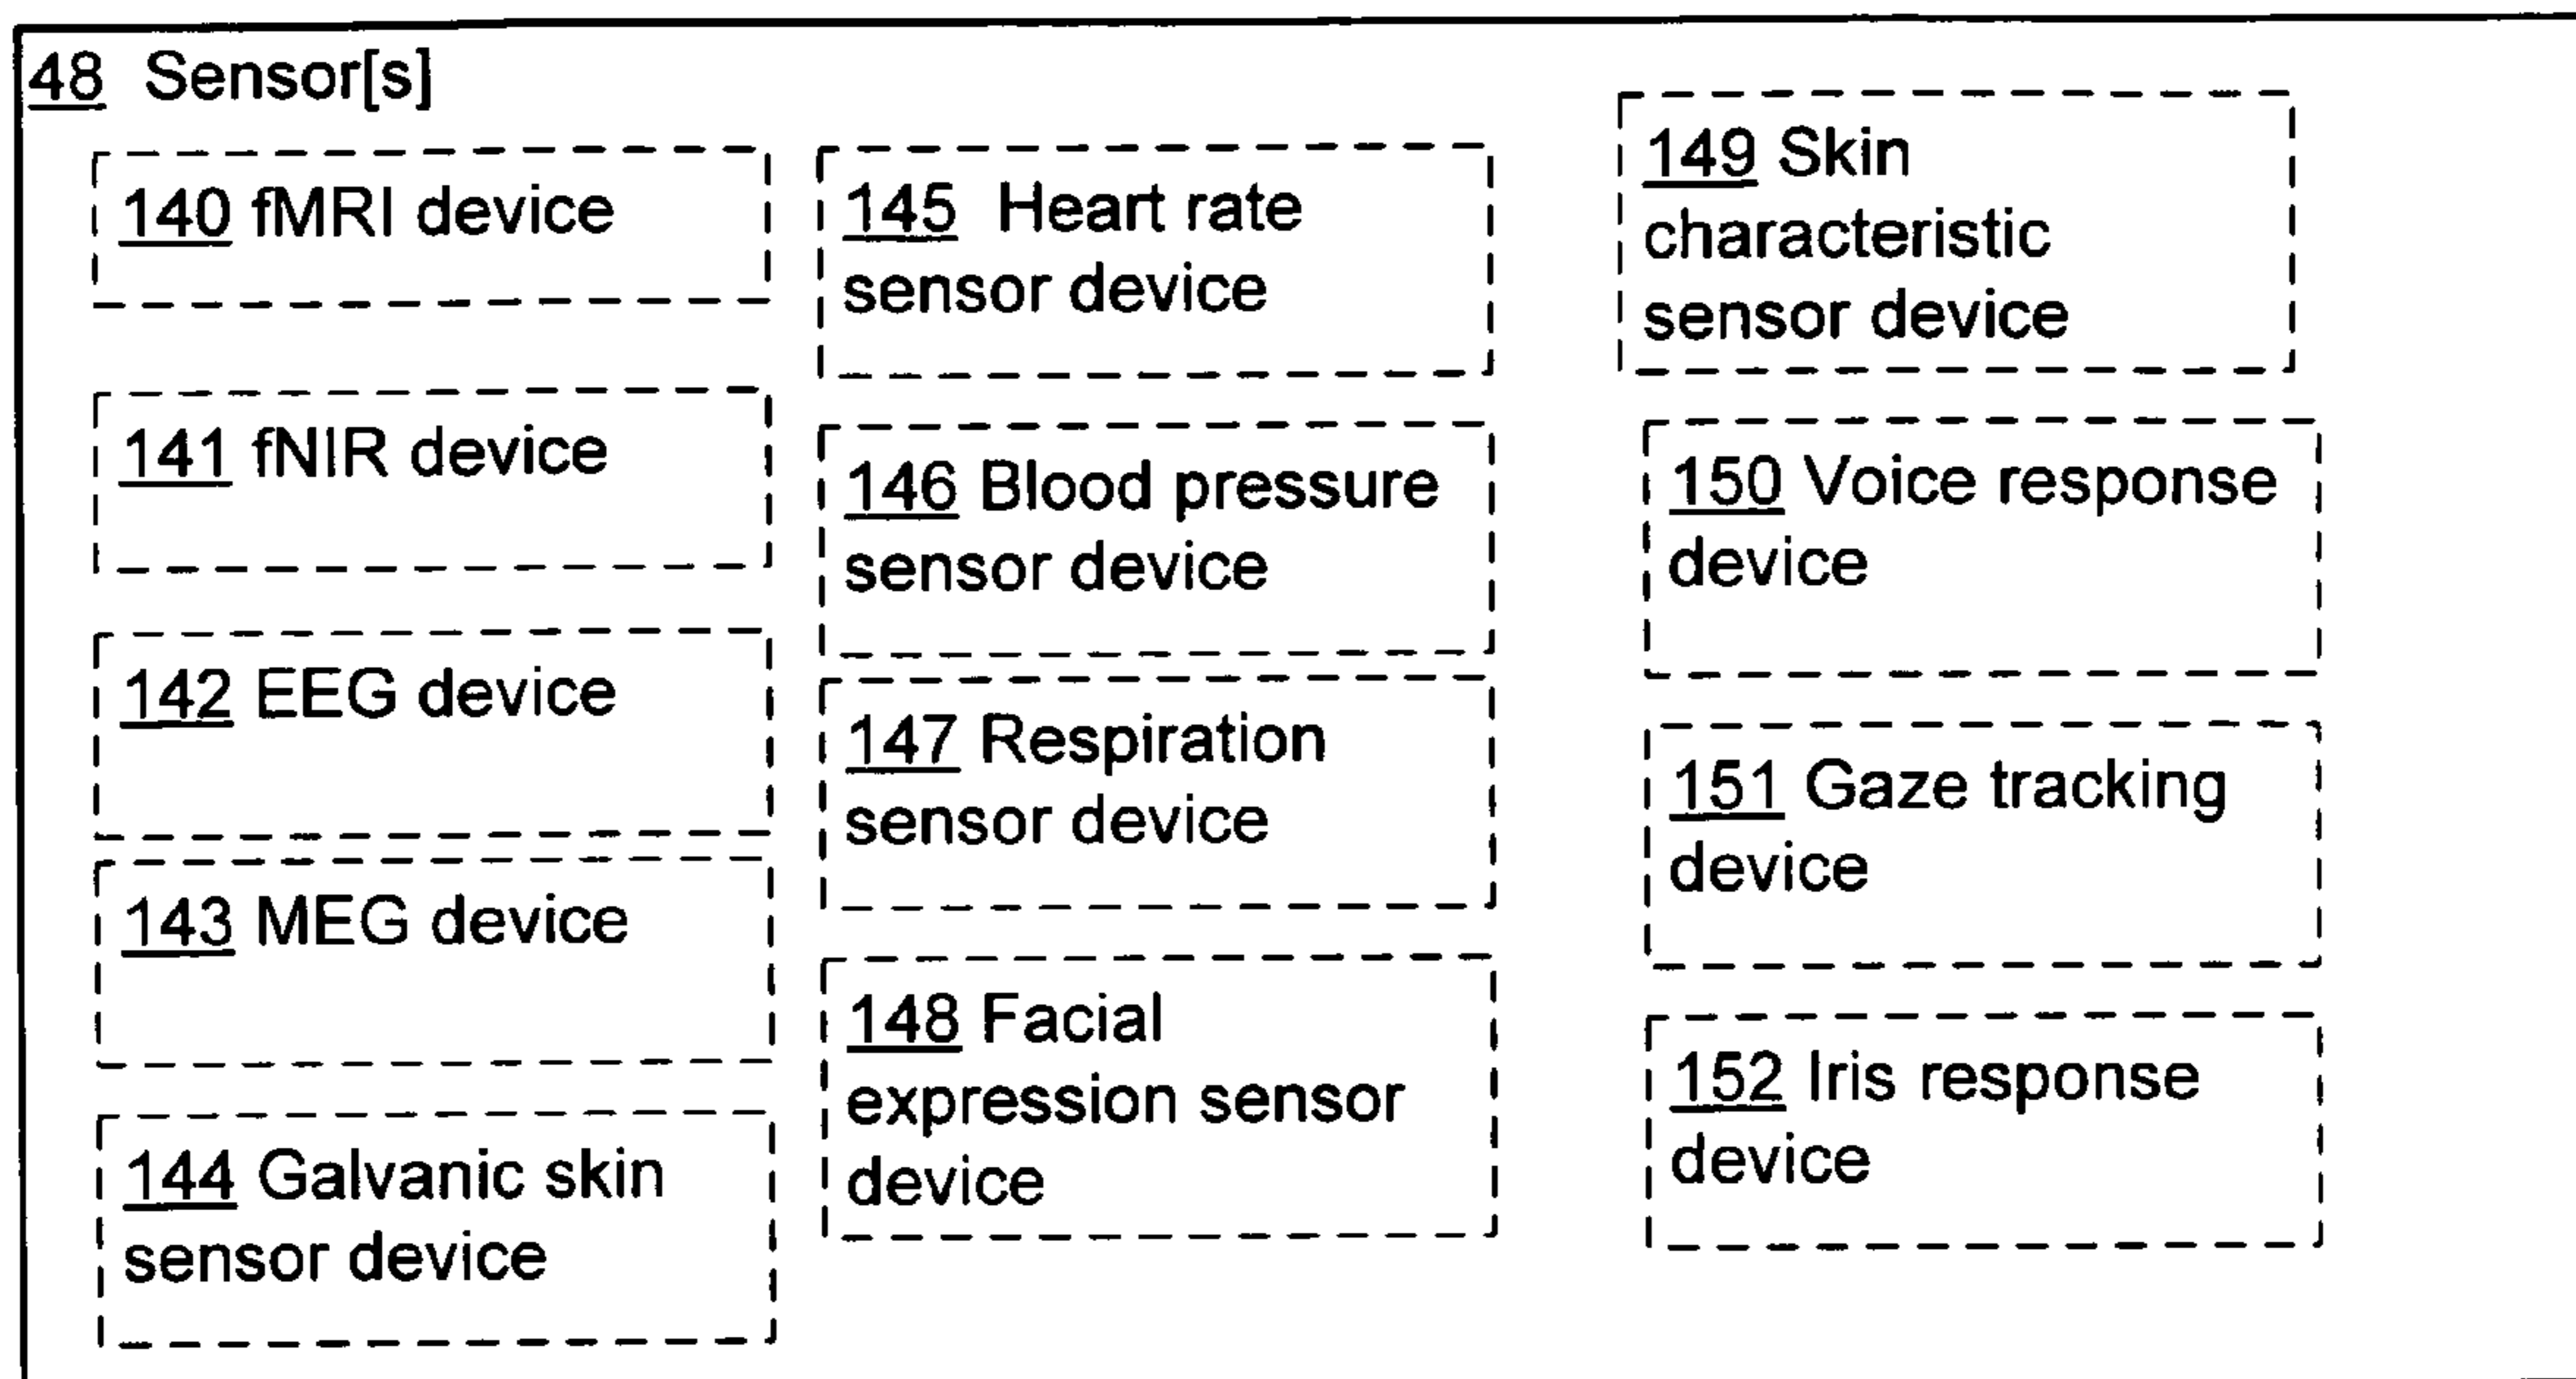 48 Sensor[s]
140 fMRI device
141 fNIR device
142 EEG device
143 MEG device
144 Galvanic skin
sensor device
145 Heart rate
sensor device
146 Blood pressure
sensor device
147 Respiration
sensor device
148 Facial
expression sensor
device
149 Skin
characteristic
sensor device
150 Voice response
device
151 Gaze tracking
device
152 Iris response
device